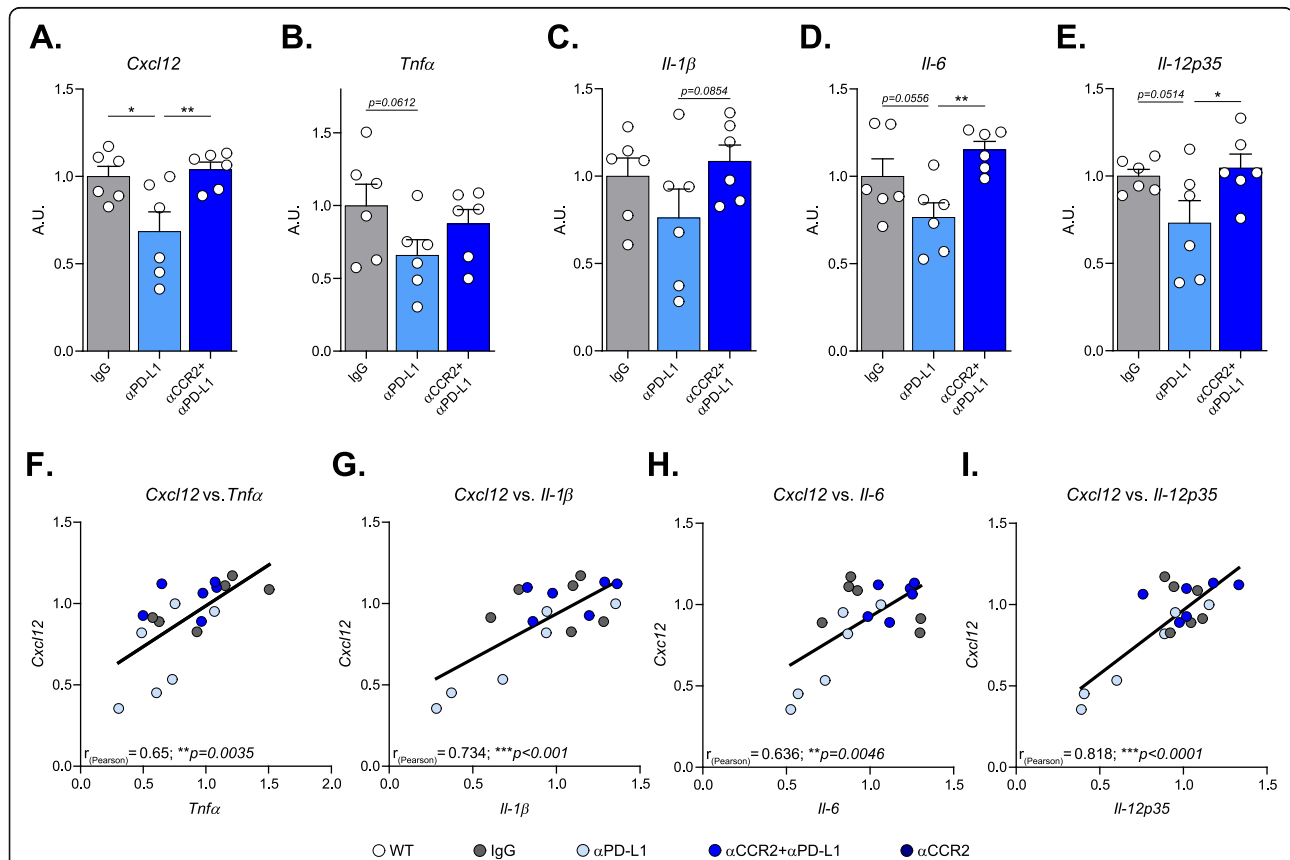 A.
Cxcl12
A.U.
1.5
1.0
0.5
0.0
*
**
IgG
αPD-L1
αCCR2+
αPD-L1
B.
Tnfα
A.U.
1.5
1.0
0.5
0.0
p=0.0612
IgG
αPD-L1
αCCR2+
αPD-L1
C.
Il-1β
A.U.
1.5
1.0
0.5
0.0
p=0.0854
IgG
αPD-L1
αCCR2+
αPD-L1
D.
Il-6
A.U.
1.5
1.0
0.5
0.0
p=0.0556
**
IgG
αPD-L1
αCCR2+
αPD-L1
E.
Il-12p35
A.U.
1.5
1.0
0.5
0.0
p=0.0514
*
IgG
αPD-L1
αCCR2+
αPD-L1
F.
Cxcl12 vs. Tnfα
Cxcl12
1.5
1.0
0.5
0.0
r(Pearson) = 0.65; **p=0.0035
0.0 0.5 1.0 1.5 2.0
Tnfα
G.
Cxcl12 vs. Il-1β
Cxcl12
1.5
1.0
0.5
0.0
r(Pearson) = 0.734; ***p<0.001
0.0 0.5 1.0 1.5
Il-1β
H.
Cxcl12 vs. Il-6
Cxc12
1.5
1.0
0.5
0.0
r(Pearson) = 0.636; **p=0.0046
0.0 0.5 1.0 1.5
Il-6
I.
Cxcl12 vs. Il-12p35
Cxcl12
1.5
1.0
0.5
0.0
r(Pearson) = 0.818; ***p<0.0001
0.0 0.5 1.0 1.5
Il-12p35
WT IgG αPD-L1 αCCR2+αPD-L1 αCCR2